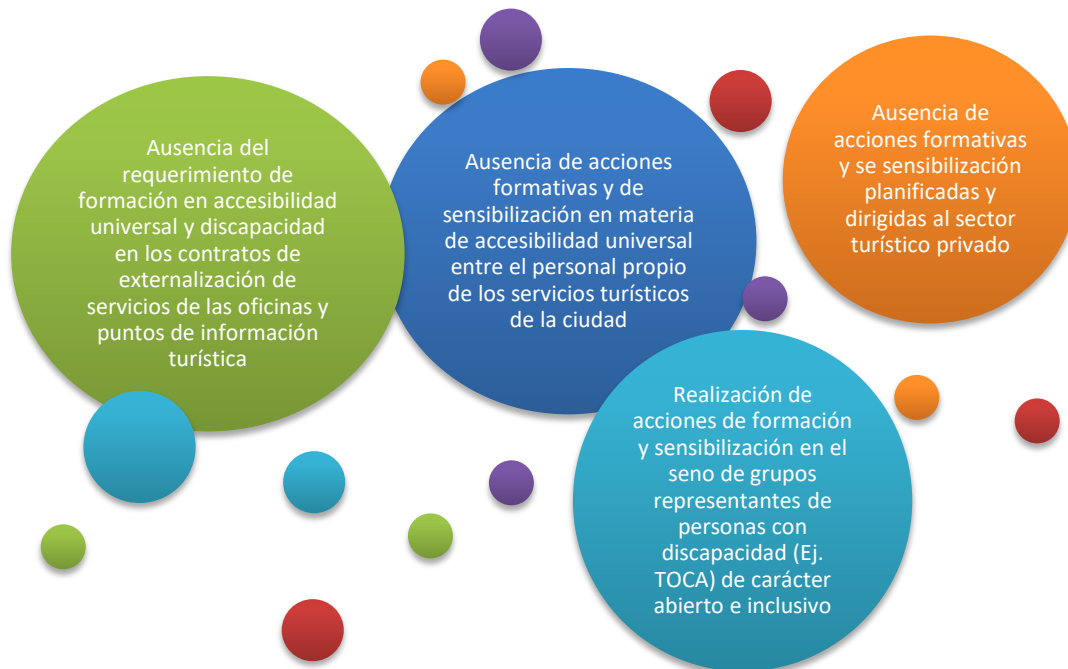 Ausencia del
requerimiento de
formación en accesibilidad
universal y discapacidad
en los contratos de
externalización de
servicios de las oficinas y
puntos de información
turística
Ausencia de acciones
formativas y de
sensibilización en materia
de accesibilidad universal
entre el personal propio
de los servicios turísticos
de la ciudad
Ausencia de
acciones formativas
y se sensibilización
planificadas y
dirigidas al sector
turístico privado
Realización de
acciones de formación
y sensibilización en el
seno de grupos
representantes de
personas con
discapacidad (Ej.
TOCA) de carácter
abierto e inclusivo